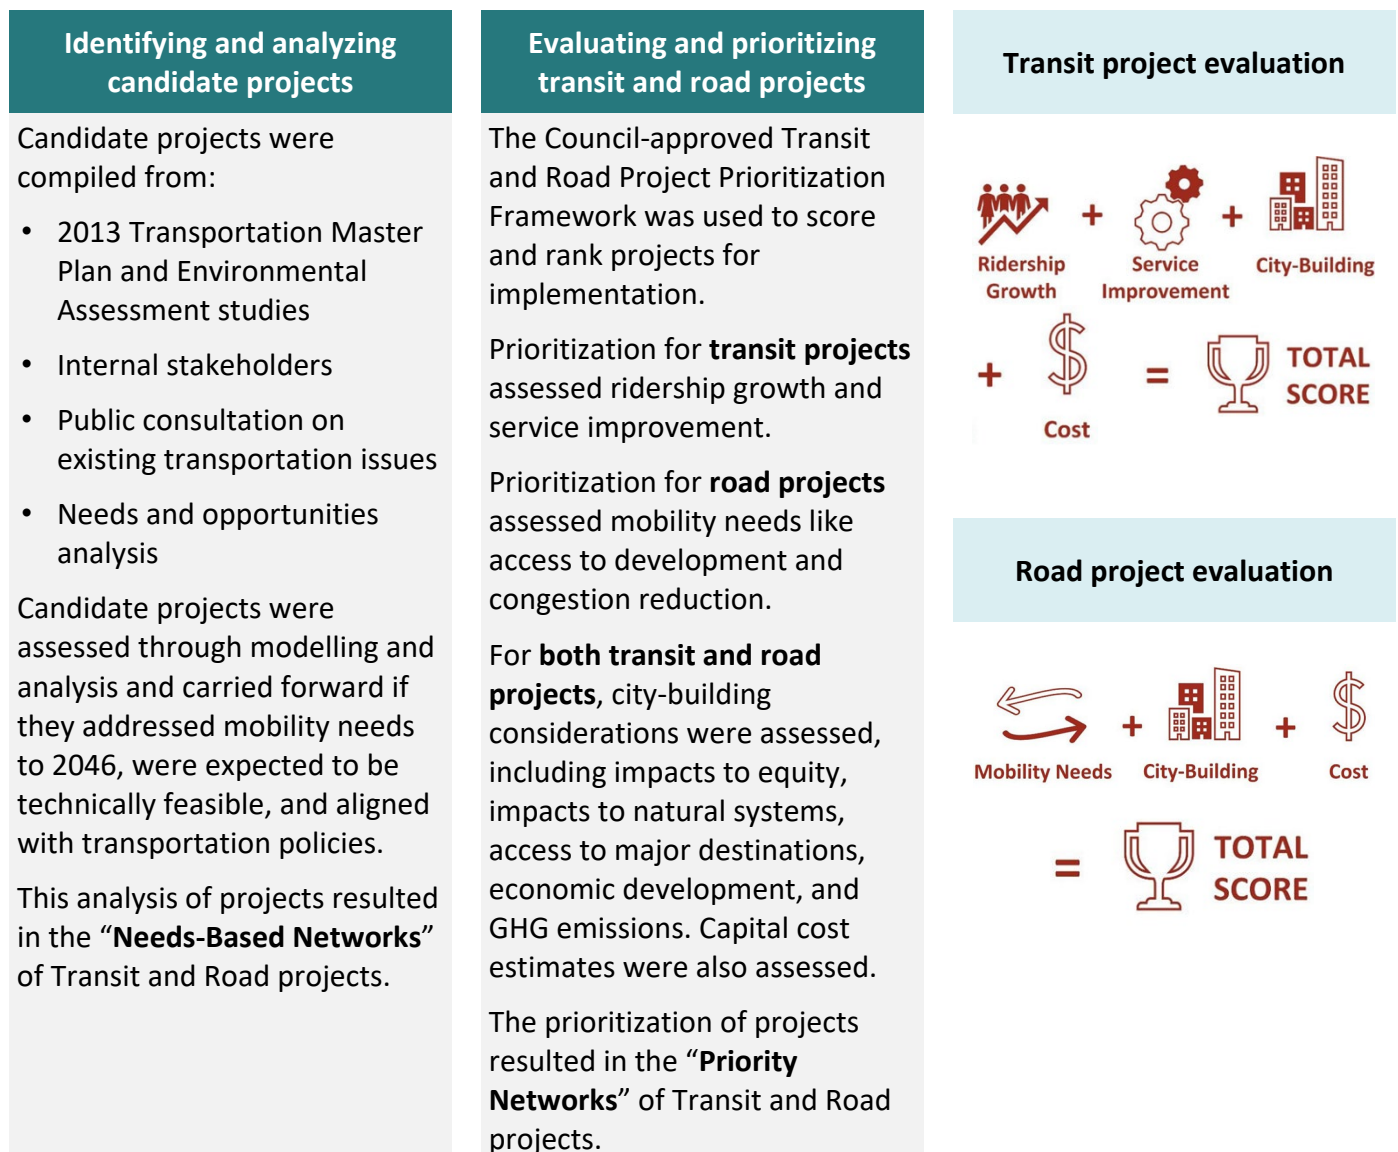 Identifying and analyzing
candidate projects
Candidate projects were
compiled from:
• 2013 Transportation Master
Plan and Environmental
Assessment studies
• Internal stakeholders
• Public consultation on
existing transportation issues
• Needs and opportunities
analysis
Candidate projects were
assessed through modelling and
analysis and carried forward if
they addressed mobility needs
to 2046, were expected to be
technically feasible, and aligned
with transportation policies.
This analysis of projects resulted
in the “Needs-Based Networks”
of Transit and Road projects.
Evaluating and prioritizing
transit and road projects
The Council-approved Transit
and Road Project Prioritization
Framework was used to score
and rank projects for
implementation.
Prioritization for transit projects
assessed ridership growth and
service improvement.
Prioritization for road projects
assessed mobility needs like
access to development and
congestion reduction.
For both transit and road
projects, city-building
considerations were assessed,
including impacts to equity,
impacts to natural systems,
access to major destinations,
economic development, and
GHG emissions. Capital cost
estimates were also assessed.
The prioritization of projects
resulted in the “Priority
Networks” of Transit and Road
projects.
Transit project evaluation
+ +
Ridership Service City-Building
Growth Improvement
+ $ = TOTAL
SCORE
Cost
Road project evaluation
+ + $
Mobility Needs City-Building Cost
= TOTAL
SCORE